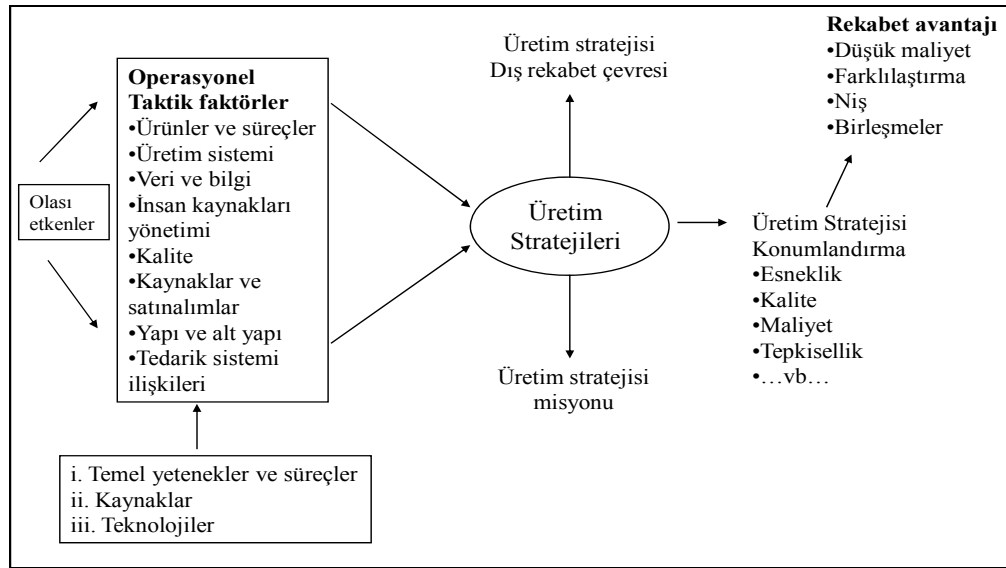 Olası
etkenler
Operasyonel
Taktik faktörler
•Ürünler ve süreçler
•Üretim sistemi
•Veri ve bilgi
•İnsan kaynakları
yönetimi
•Kalite
•Kaynaklar ve
satınalımlar
•Yapı ve alt yapı
•Tedarik sistemi
ilişkileri
i. Temel yetenekler ve süreçler
ii. Kaynaklar
iii. Teknolojiler
Üretim stratejisi
Dış rekabet çevresi
Üretim
Stratejileri
Üretim stratejisi
misyonu
Rekabet avantajı
•Düşük maliyet
•Farklılaştırma
•Niş
•Birleşmeler
Üretim Stratejisi
Konumlandırma
•Esneklik
•Kalite
•Maliyet
•Tepkisellik
•…vb…